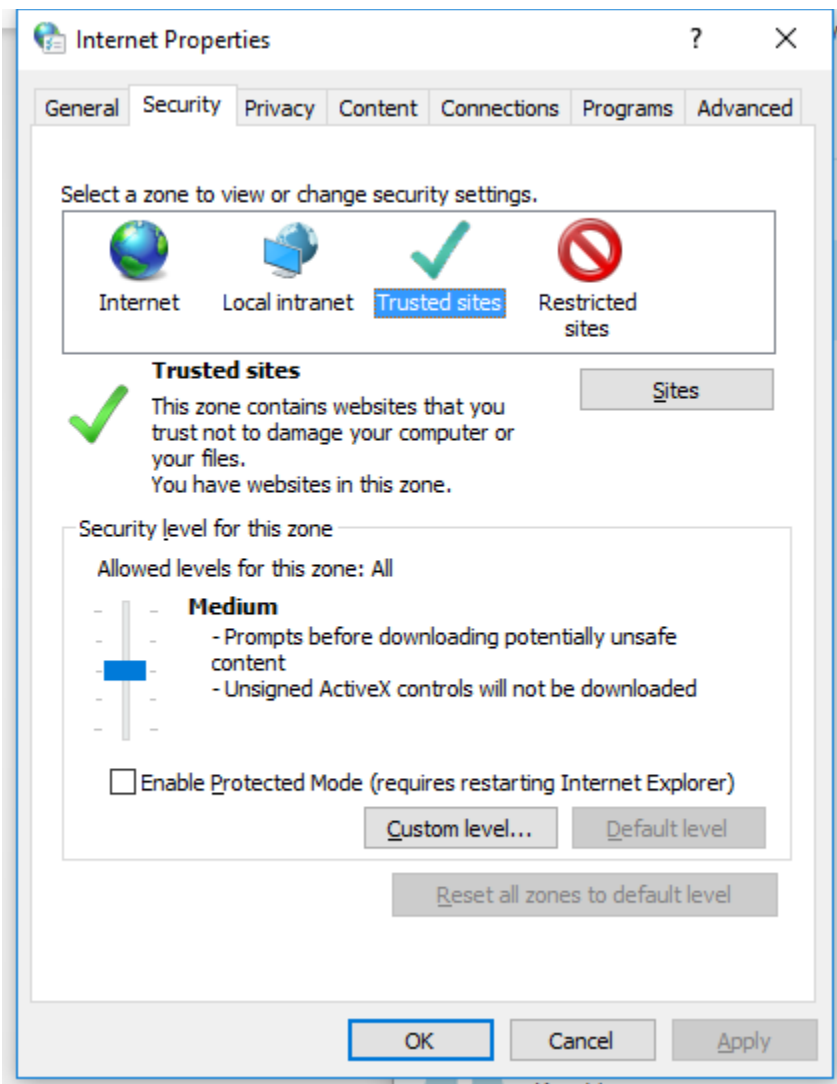 Internet Properties
?
General Security Privacy Content Connections Programs Advanced
Select a zone to view or change security settings.
Internet Local intranet Trusted sites Restricted
sites
Trusted sites
Sites
This zone contains websites that you
trust not to damage your computer or
your files.
You have websites in this zone.
Security level for this zone
Allowed levels for this zone: All
Medium
- Prompts before downloading potentially unsafe
content
- Unsigned ActiveX controls will not be downloaded
Enable Protected Mode (requires restarting Internet Explorer)
Custom level... Default level
Reset all zones to default level
OK Cancel Apply